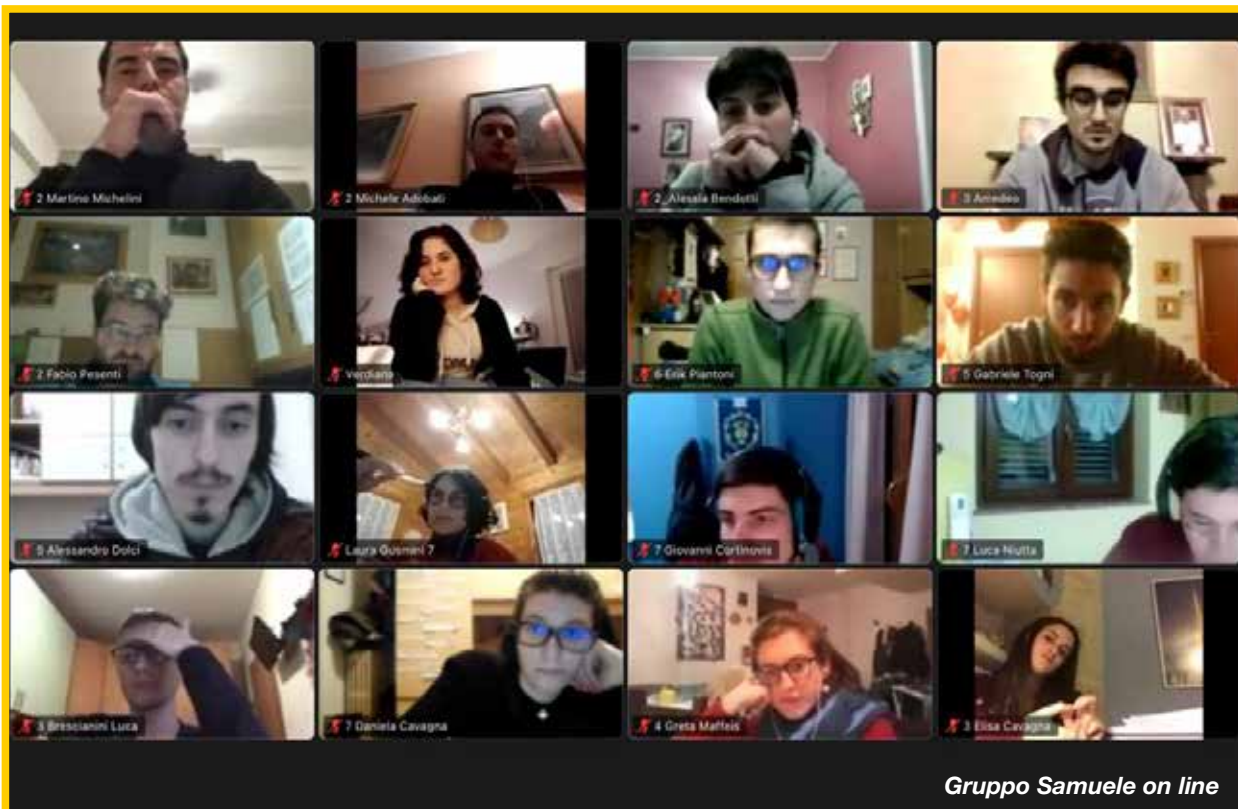 2 Martino Michelini
2 Michele Adobati
2_Alessia Bendotti
3 Amedeo
2 Fabio Pesenti
Verdiana
6 Erik Piantoni
5 Gabriele Togni
5 Alessandro Dolci
Laura Gusmini 7
7 Giovanni Cortinovis
7 Luca Niutta
3 Brescianini Luca
7 Daniela Cavagna
4 Greta Maffeis
3 Elisa Cavagna
Gruppo Samuele on line